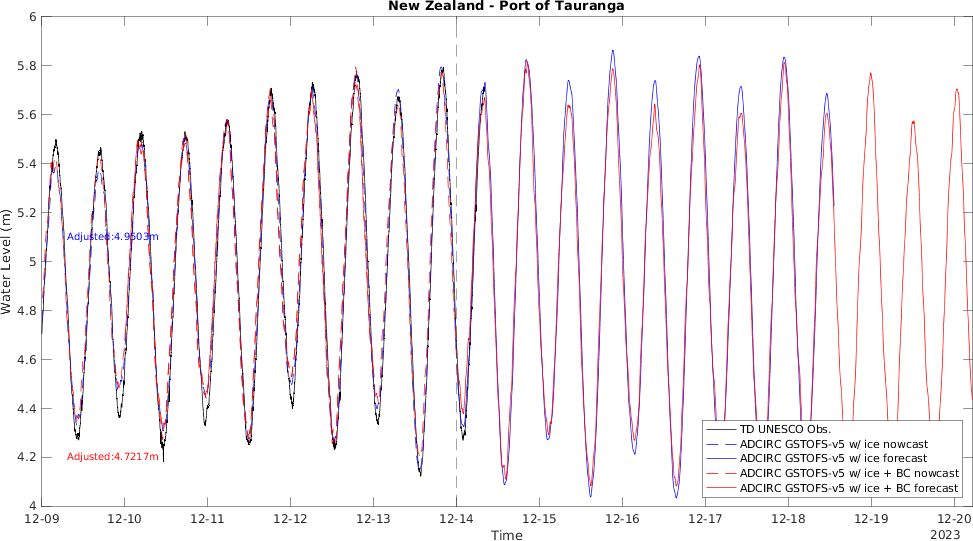 New Zealand - Port of Tauranga
6
5.8
5.6
5.4
5.2
5
4.8
4.6
4.4
4.2
4
Water Level (m)
Adjusted:4.9503m
Adjusted:4.7217m
TD UNESCO Obs.
ADCIRC GSTOFS-v5 w/ ice nowcast
ADCIRC GSTOFS-v5 w/ ice forecast
ADCIRC GSTOFS-v5 w/ ice + BC nowcast
ADCIRC GSTOFS-v5 w/ ice + BC forecast
12-09 12-10 12-11 12-12 12-13 12-14 12-15 12-16 12-17 12-18 12-19 12-20
Time 2023